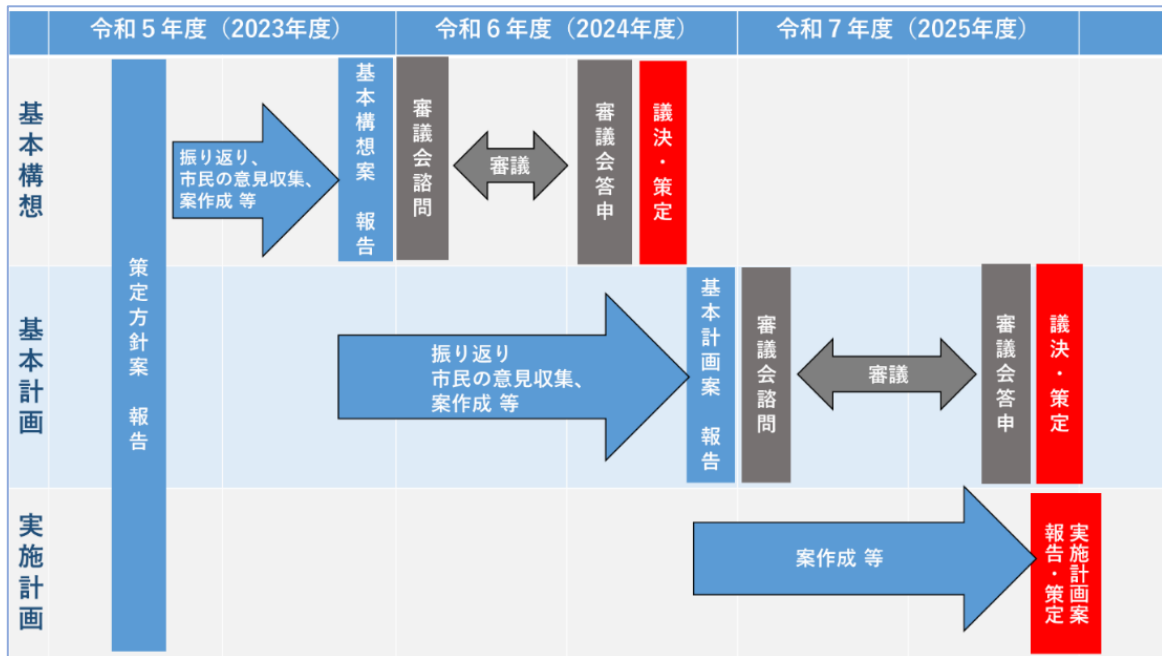 令和５年度（2023年度）
令和６年度（2024年度）
令和７年度（2025年度）
基本構想
策定方針案　報告
振り返り、
市民の意見収集、
案作成 等
基本構想案　報告
審議会諮問
審議
審議会答申
議決・策定
基本計画
振り返り
市民の意見収集、
案作成 等
基本計画案　報告
審議会諮問
審議
審議会答申
議決・策定
実施計画
案作成 等
実施計画案
報告・策定